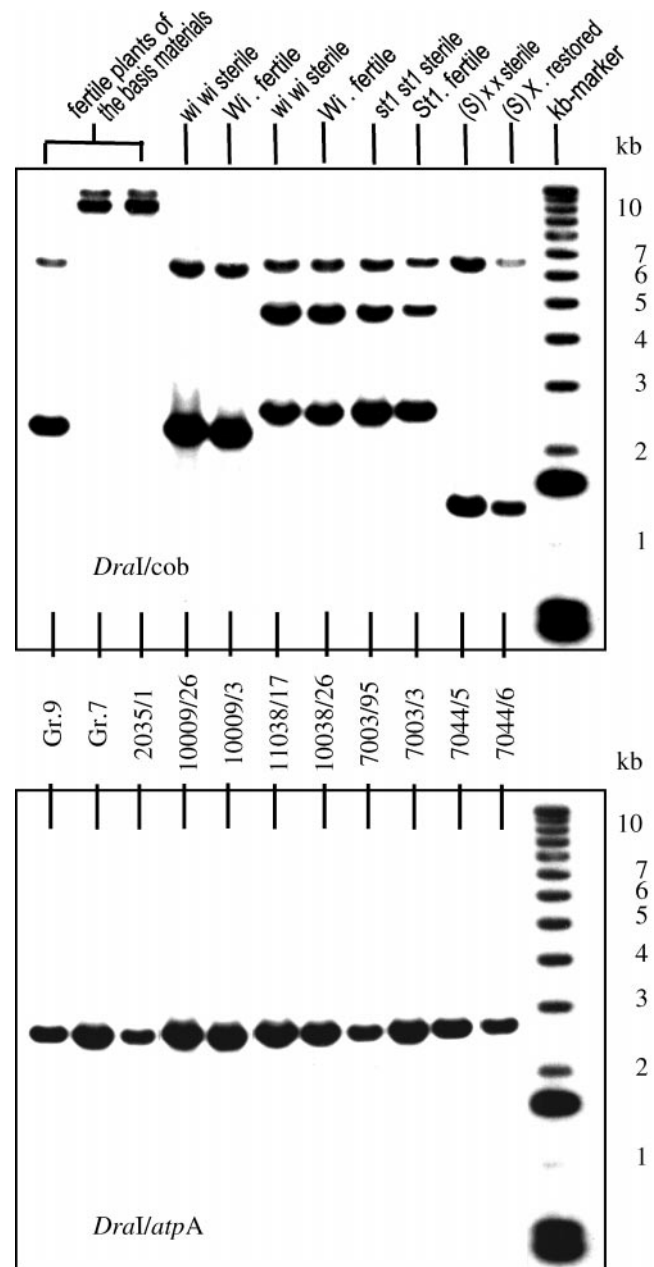 fertile plants of
the basis materials
wi wi sterile
Wi . fertile
wi wi sterile
Wi . fertile
st1 st1 sterile
St1. fertile
(S) x x sterile
(S) X . restored
kb-marker
kb
10
7
6
5
4
3
2
1
DraI/cob
Gr.9
Gr.7
2035/1
10009/26
10009/3
11038/17
10038/26
7003/95
7003/3
7044/5
7044/6
kb
10
7
6
5
4
3
2
1
DraI/atpA